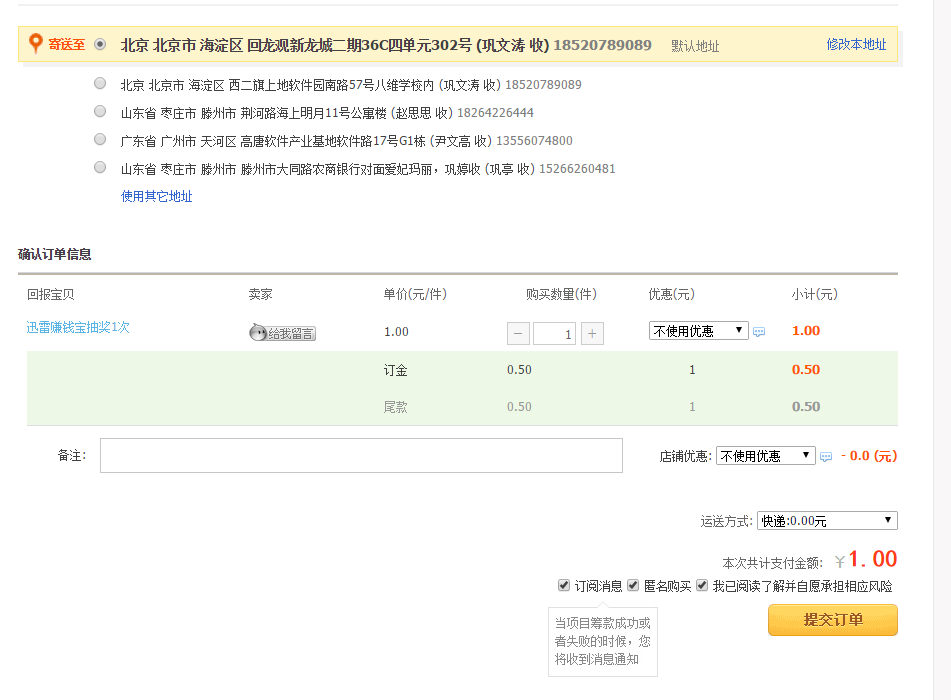 寄送至 北京 北京市 海淀区 回龙观新龙城二期36C四单元302号 (巩文涛 收) 18520789089 默认地址 修改本地址
北京 北京市 海淀区 西二旗上地软件园南路57号八维学校内 (巩文涛 收) 18520789089
山东省 枣庄市 滕州市 荆河路海上明月11号公寓楼 (赵思思 收) 18264226444
广东省 广州市 天河区 高唐软件产业基地软件路17号G1栋 (尹文高 收) 13556074800
山东省 枣庄市 滕州市 滕州市大同路农商银行对面爱妃玛丽，巩婷收 (巩亭 收) 15266260481
使用其它地址
确认订单信息
回报宝贝 卖家 单价(元/件) 购买数量(件) 优惠(元) 小计(元)
迅雷赚钱宝抽奖1次 给我留言 1.00 − 1 + 不使用优惠 1.00
订金 0.50 1 0.50
尾款 0.50 1 0.50
备注: 店铺优惠: 不使用优惠 - 0.0 (元)
运送方式: 快递:0.00元
本次共计支付金额: ¥1.00
订阅消息 匿名购买 我已阅读了解并自愿承担相应风险
当项目筹款成功或
者失败的时候，您
将收到消息通知
提交订单